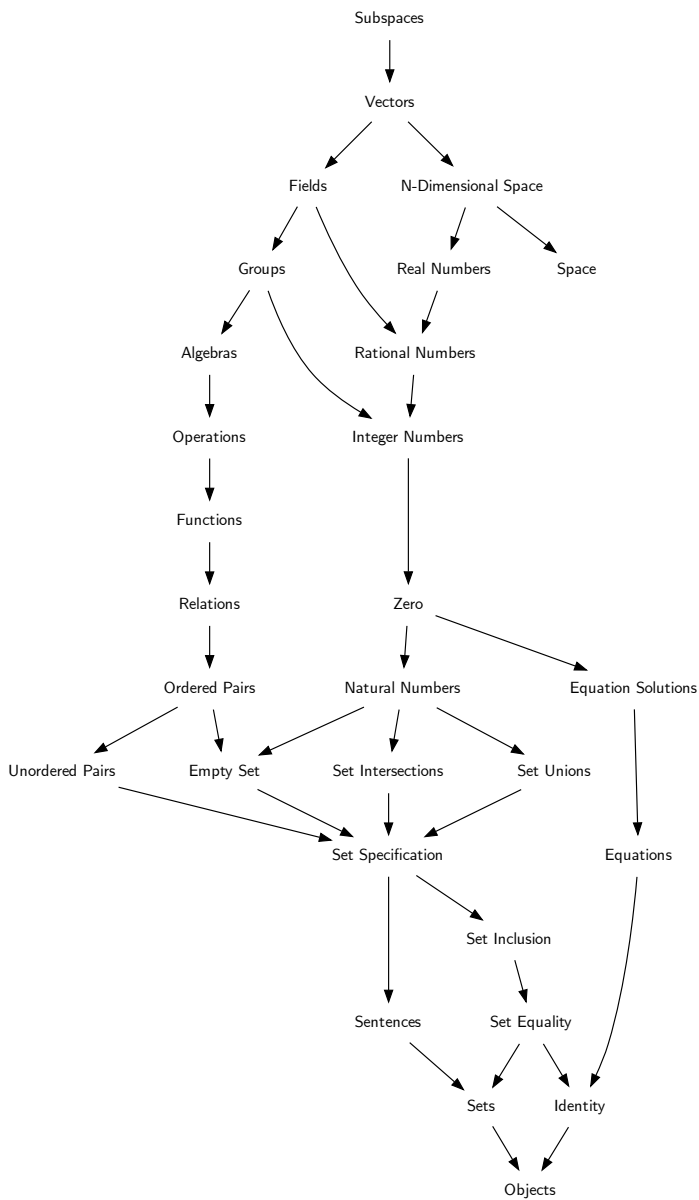 Subspaces
Vectors
Fields
N-Dimensional Space
Groups
Real Numbers
Space
Algebras
Rational Numbers
Operations
Integer Numbers
Functions
Relations
Zero
Ordered Pairs
Natural Numbers
Equation Solutions
Unordered Pairs
Empty Set
Set Intersections
Set Unions
Set Specification
Equations
Set Inclusion
Sentences
Set Equality
Sets
Identity
Objects